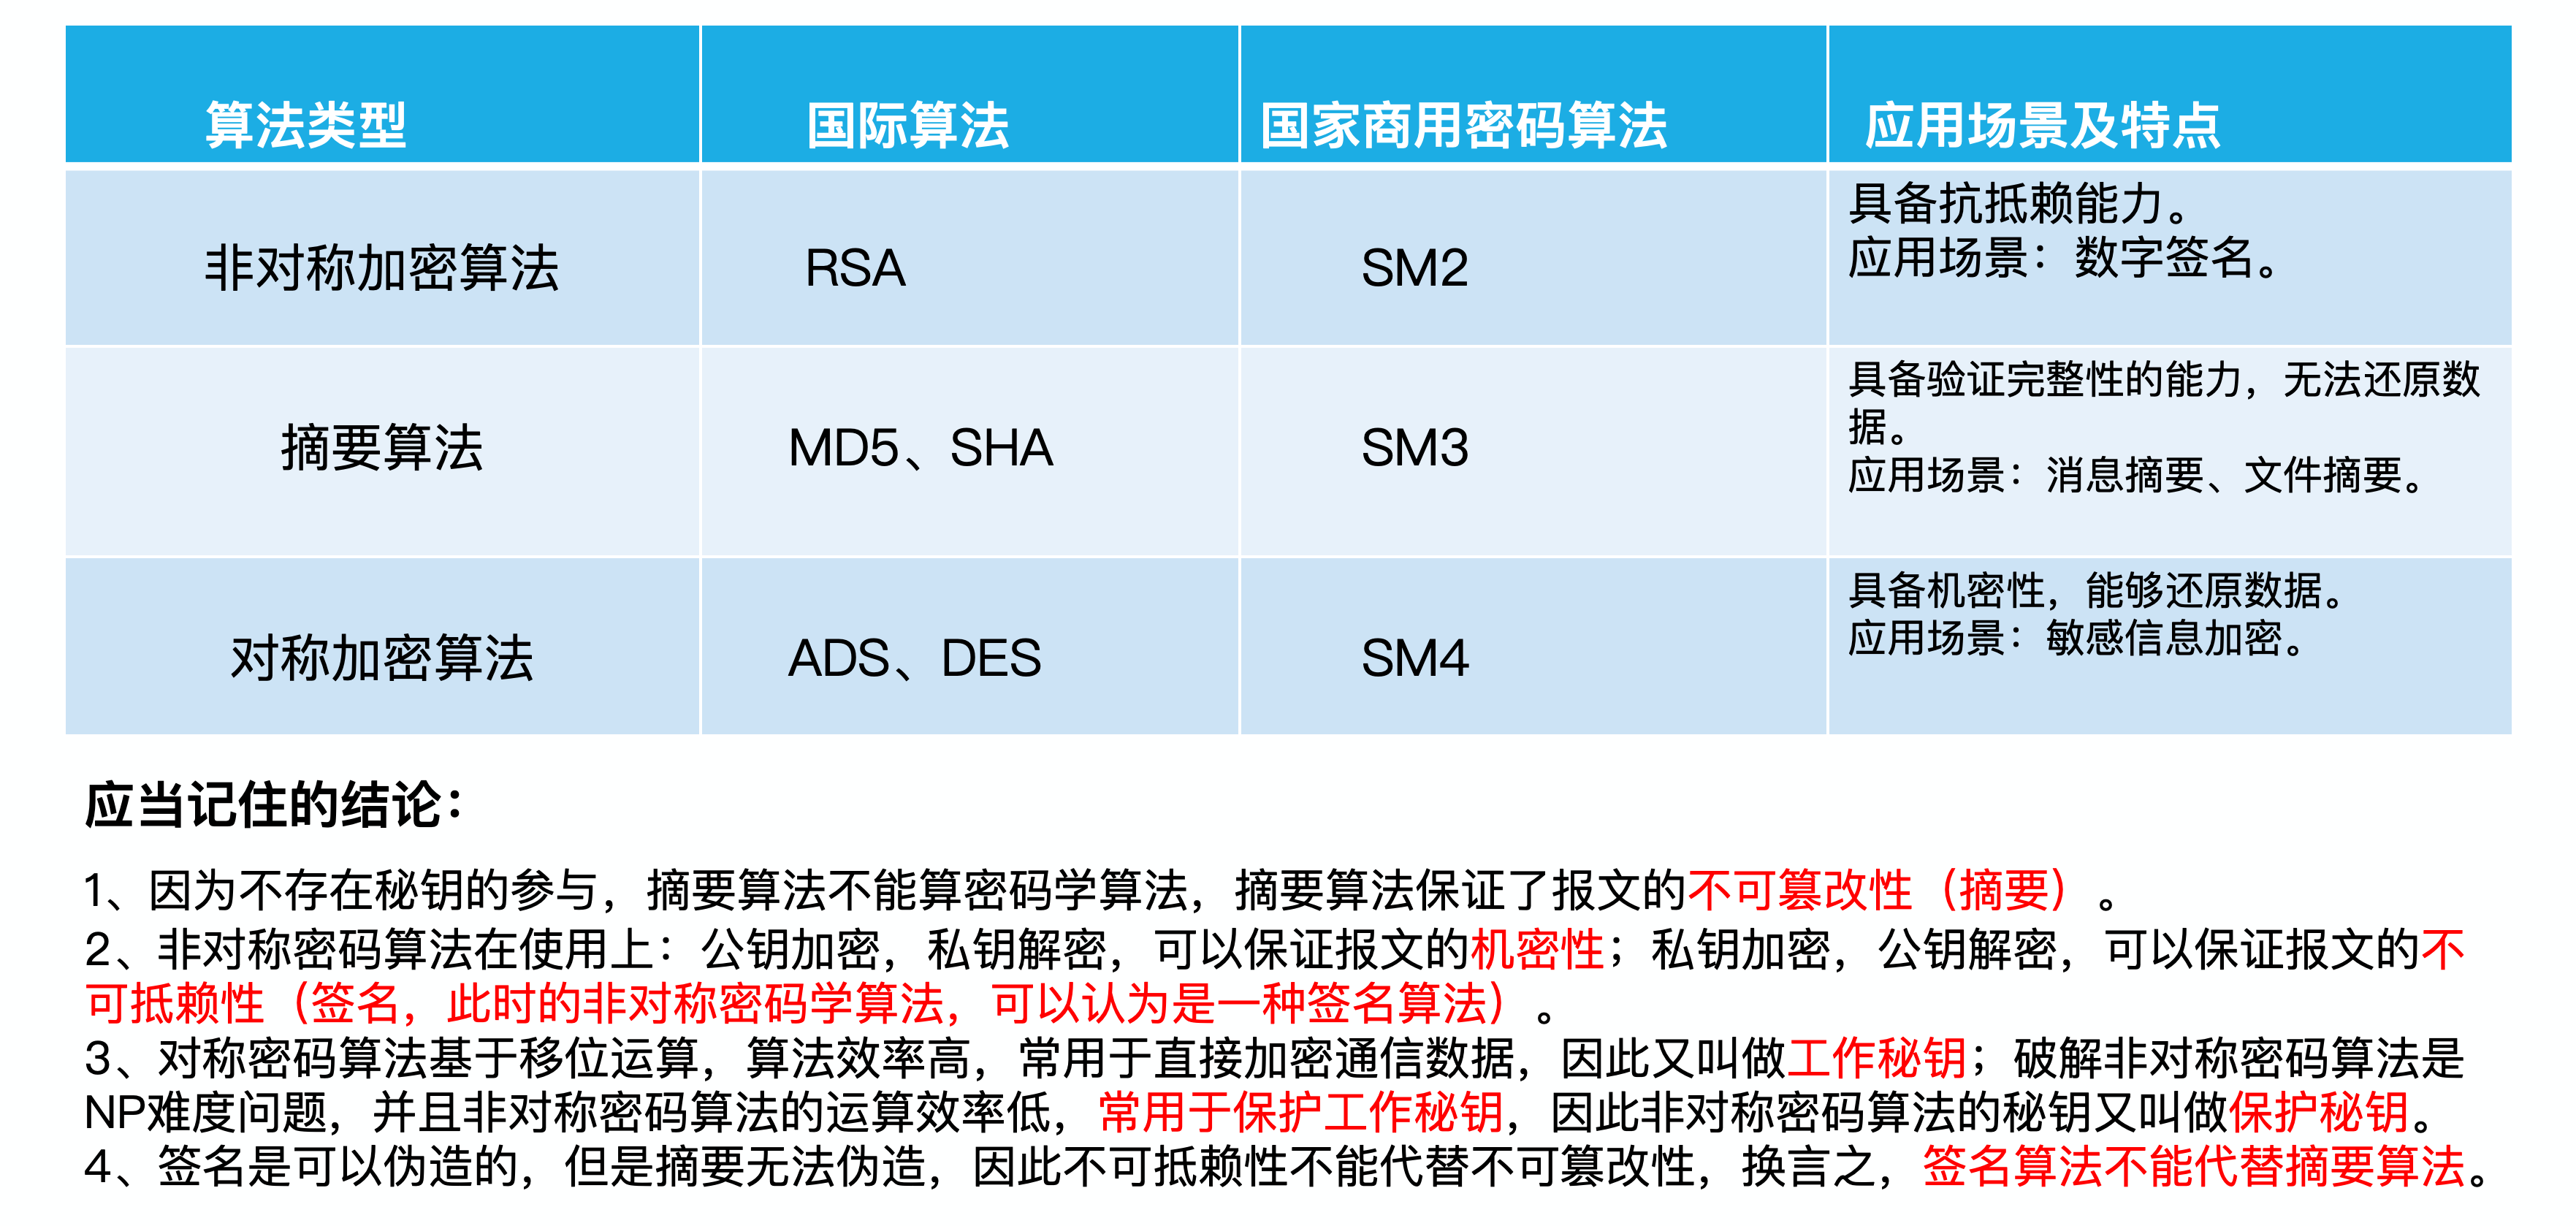 算法类型
国际算法
国家商用密码算法
应用场景及特点
非对称加密算法
RSA
SM2
具备抗抵赖能力。
应用场景：数字签名。
摘要算法
MD5、SHA
SM3
具备验证完整性的能力，无法还原数
据。
应用场景：消息摘要、文件摘要。
对称加密算法
ADS、DES
SM4
具备机密性，能够还原数据。
应用场景：敏感信息加密。
应当记住的结论：
1、因为不存在秘钥的参与，摘要算法不能算密码学算法，摘要算法保证了报文的不可篡改性（摘要）。
2、非对称密码算法在使用上：公钥加密，私钥解密，可以保证报文的机密性；私钥加密，公钥解密，可以保证报文的不
可抵赖性（签名，此时的非对称密码学算法，可以认为是一种签名算法）。
3、对称密码算法基于移位运算，算法效率高，常用于直接加密通信数据，因此又叫做工作秘钥；破解非对称密码算法是
NP难度问题，并且非对称密码算法的运算效率低，常用于保护工作秘钥，因此非对称密码算法的秘钥又叫做保护秘钥。
4、签名是可以伪造的，但是摘要无法伪造，因此不可抵赖性不能代替不可篡改性，换言之，签名算法不能代替摘要算法。